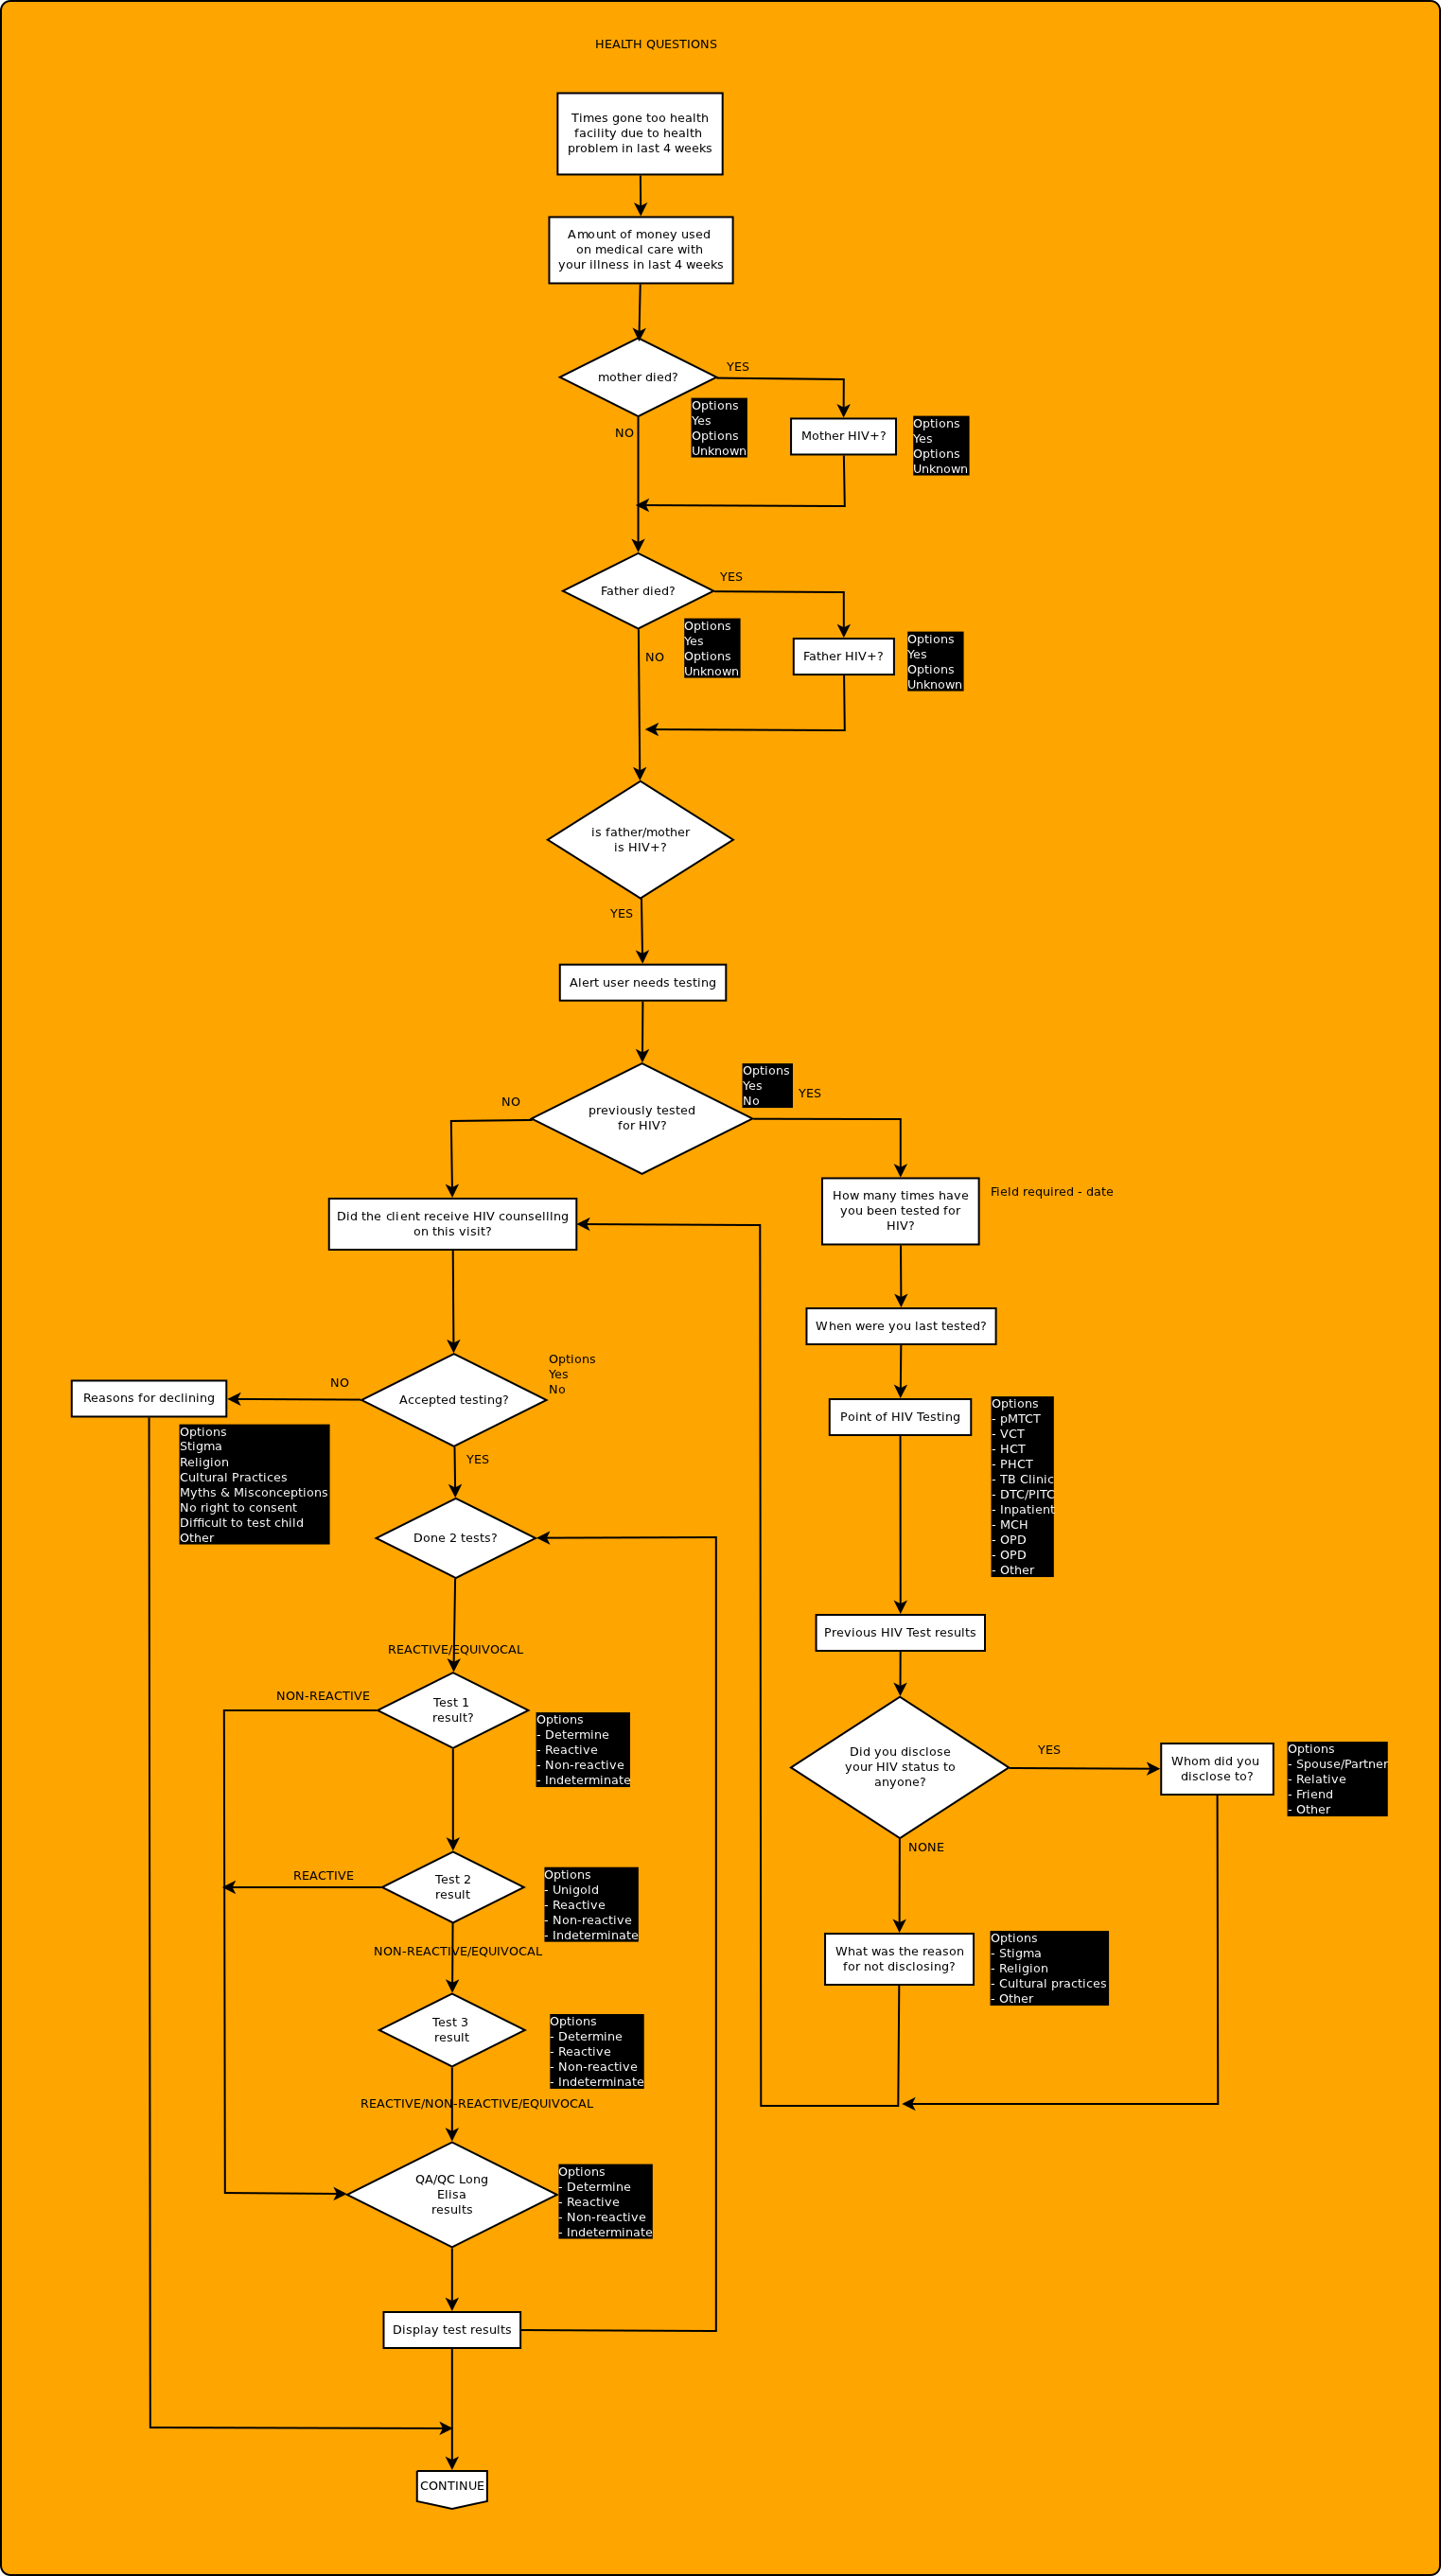 HEALTH QUESTIONS
Times gone too health
facility due to health
problem in last 4 weeks
Amount of money used
on medical care with
your illness in last 4 weeks
mother died?
YES
NO
Options
Yes
Options
Unknown
Mother HIV+?
Options
Yes
Options
Unknown
Father died?
YES
NO
Options
Yes
Options
Unknown
Father HIV+?
Options
Yes
Options
Unknown
is father/mother
is HIV+?
YES
Alert user needs testing
previously tested
for HIV?
NO
Options
Yes
No
YES
Did the client receive HIV counselling
on this visit?
How many times have
you been tested for
HIV?
Field required - date
When were you last tested?
Accepted testing?
Options
Yes
No
NO
Reasons for declining
Options
Stigma
Religion
Cultural Practices
Myths & Misconceptions
No right to consent
Difficult to test child
Other
YES
Point of HIV Testing
Options
- pMTCT
- VCT
- HCT
- PHCT
- TB Clinic
- DTC/PITC
- Inpatient
- MCH
- OPD
- OPD
- Other
Done 2 tests?
Previous HIV Test results
REACTIVE/EQUIVOCAL
NON-REACTIVE
Test 1
result?
Options
- Determine
- Reactive
- Non-reactive
- Indeterminate
Did you disclose
your HIV status to
anyone?
YES
Whom did you
disclose to?
Options
- Spouse/Partner
- Relative
- Friend
- Other
NONE
REACTIVE
Test 2
result
Options
- Unigold
- Reactive
- Non-reactive
- Indeterminate
What was the reason
for not disclosing?
Options
- Stigma
- Religion
- Cultural practices
- Other
NON-REACTIVE/EQUIVOCAL
Test 3
result
Options
- Determine
- Reactive
- Non-reactive
- Indeterminate
REACTIVE/NON-REACTIVE/EQUIVOCAL
QA/QC Long
Elisa
results
Options
- Determine
- Reactive
- Non-reactive
- Indeterminate
Display test results
CONTINUE